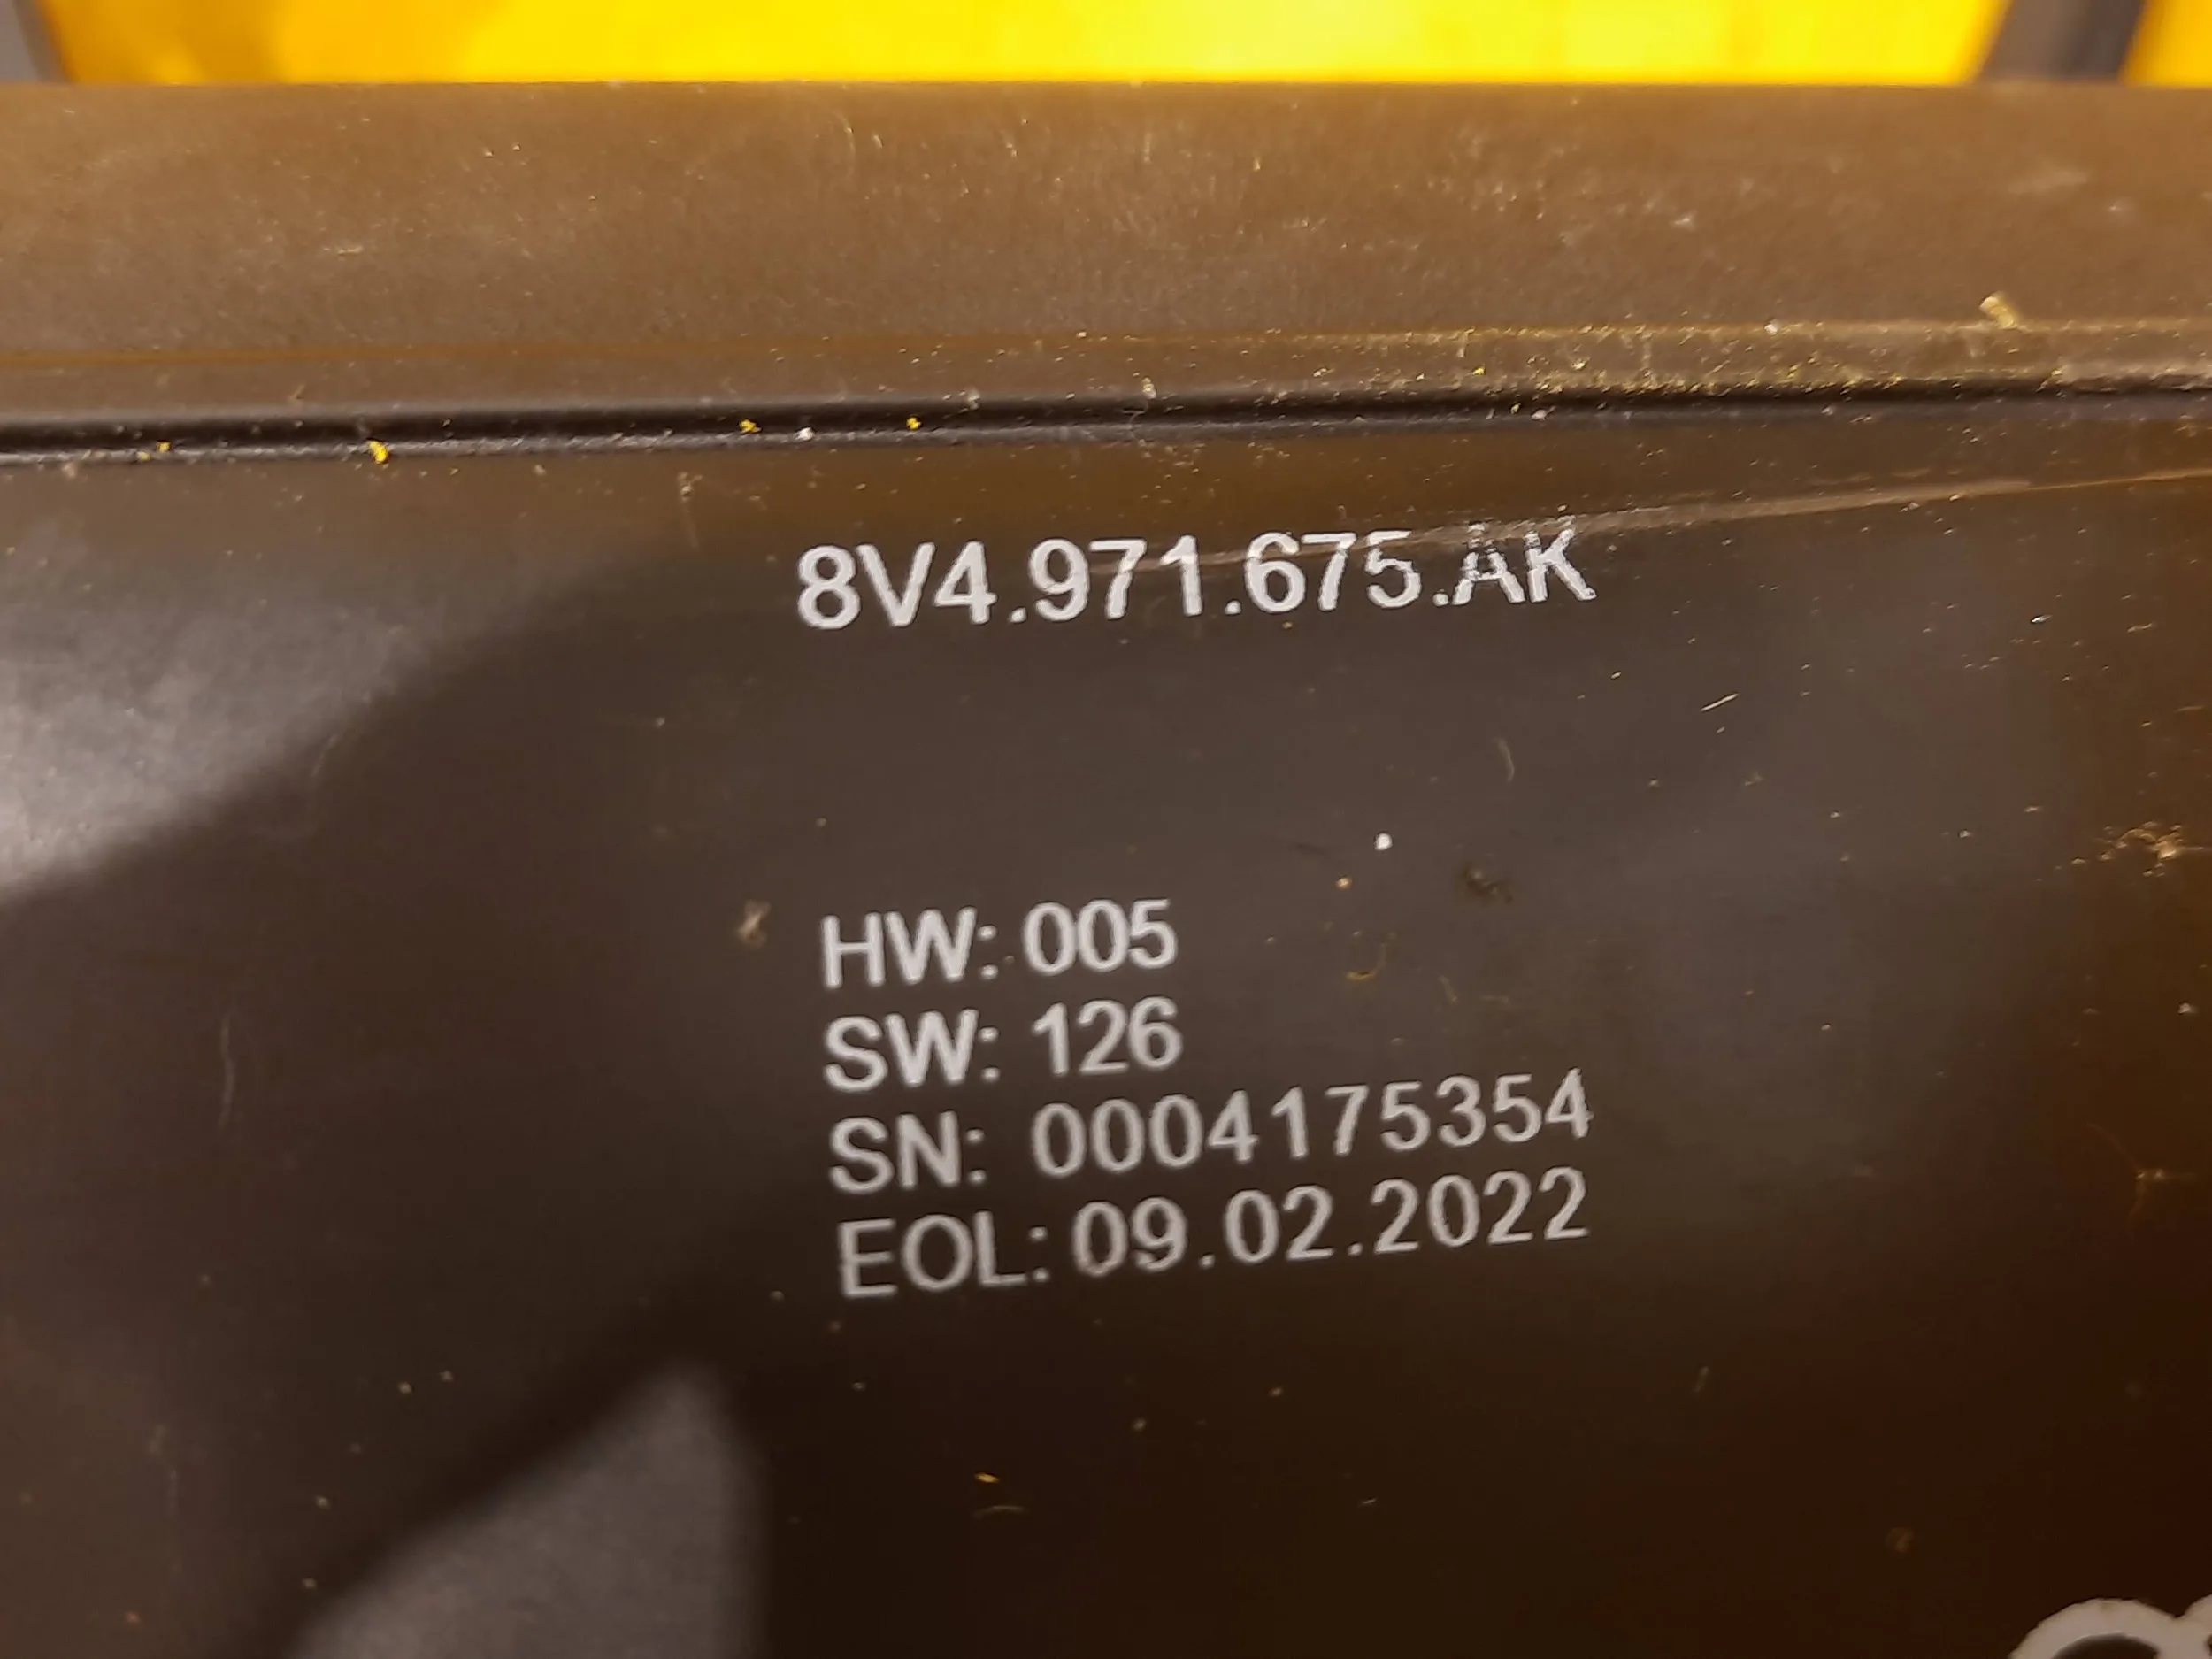 8V4.971.675.AK
HW: 005
SW: 126
SN: 0004175354
EOL: 09.02.2022